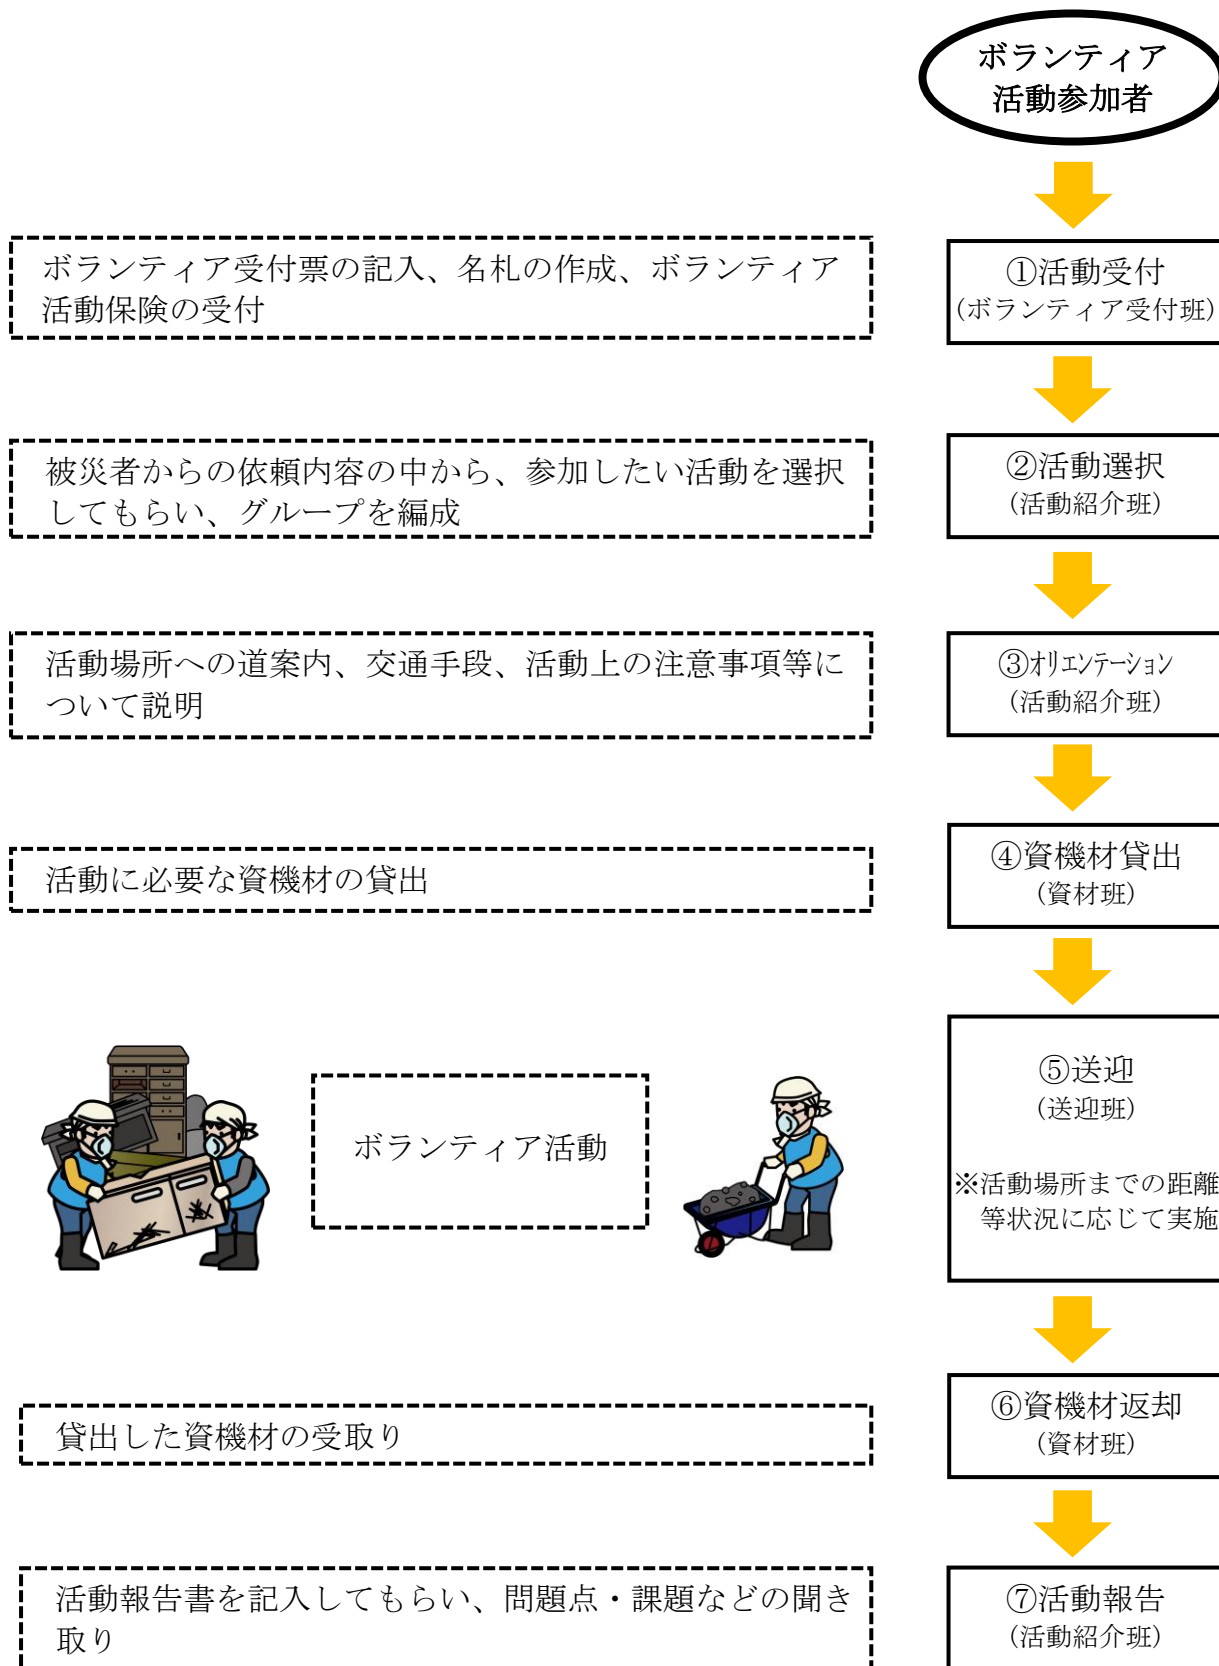 ボランティア
活動参加者
ボランティア受付票の記入、名札の作成、ボランティア
活動保険の受付
①活動受付
(ボランティア受付班)
被災者からの依頼内容の中から、参加したい活動を選択
してもらい、グループを編成
②活動選択
(活動紹介班)
活動場所への道案内、交通手段、活動上の注意事項等に
ついて説明
③ｵﾘｴﾝﾃｰｼｮﾝ
(活動紹介班)
活動に必要な資機材の貸出
④資機材貸出
(資材班)
ボランティア活動
⑤送迎
(送迎班)
※活動場所までの距離
等状況に応じて実施
貸出した資機材の受取り
⑥資機材返却
(資材班)
活動報告書を記入してもらい、問題点・課題などの聞き
取り
⑦活動報告
(活動紹介班)